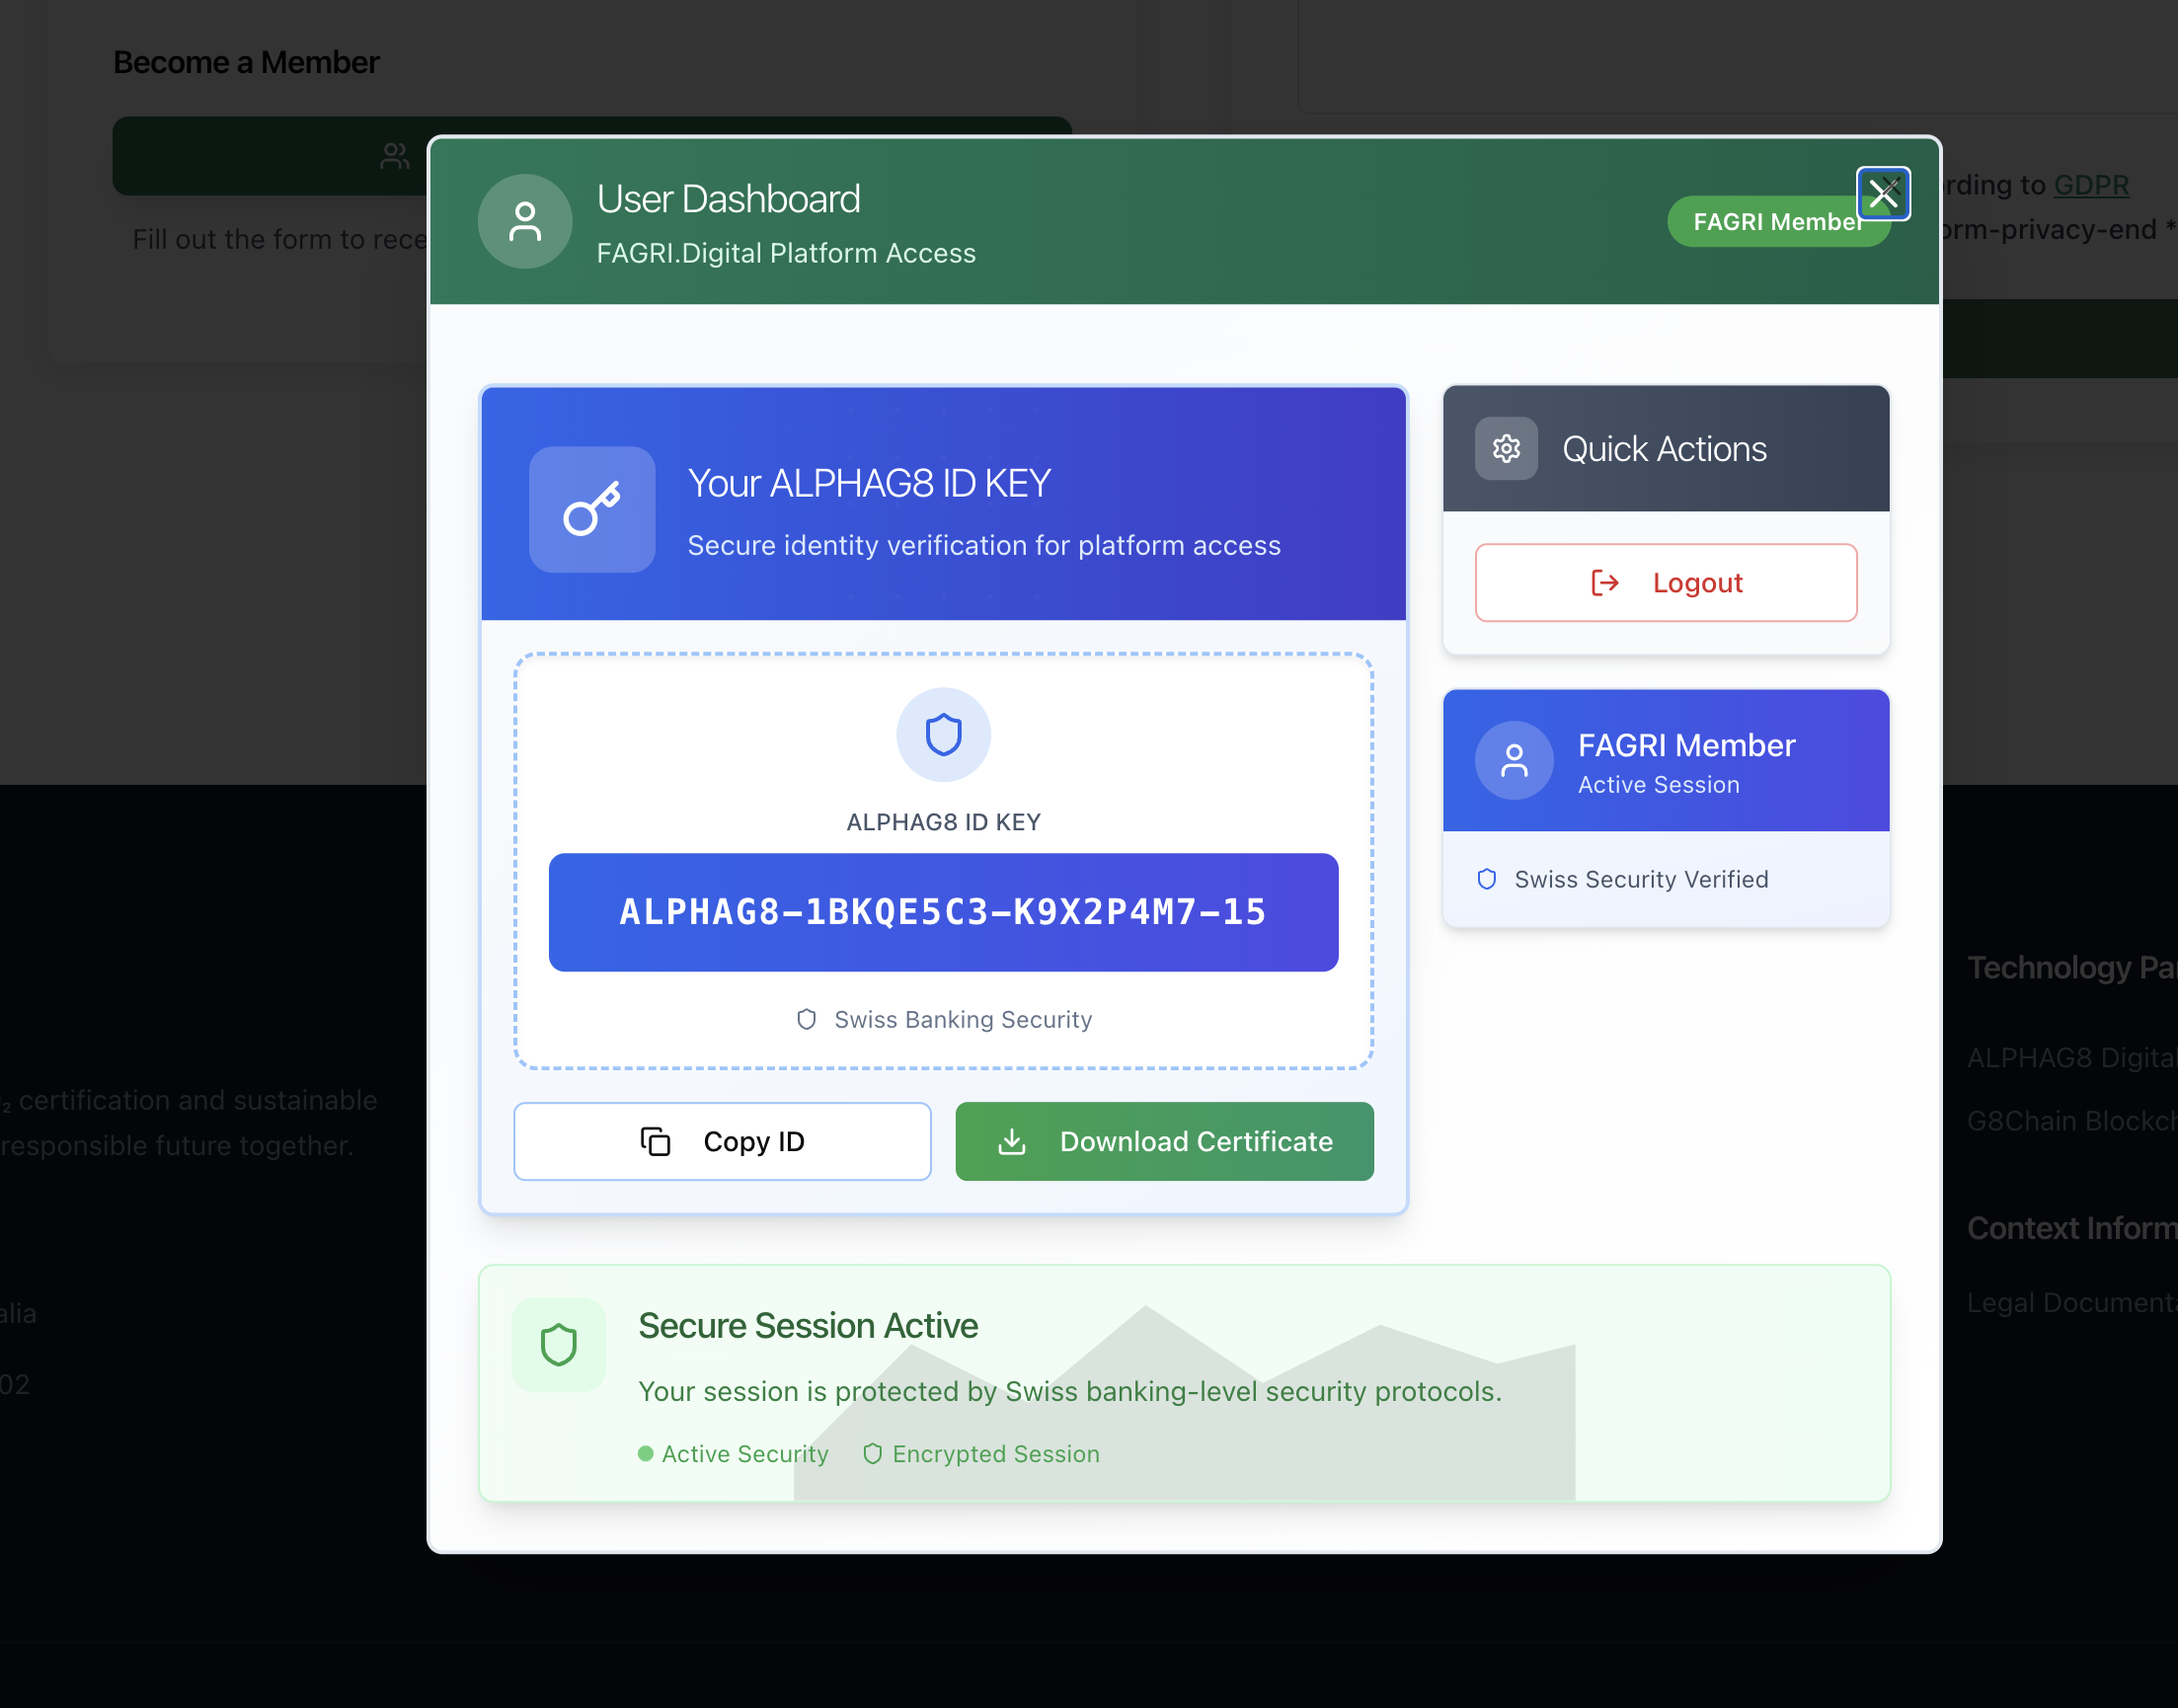 Become a Member
Fill out the form to rece
User Dashboard
FAGRI.Digital Platform Access
FAGRI Member
rding to GDPR
orm-privacy-end *
Your ALPHAG8 ID KEY
Secure identity verification for platform access
Quick Actions
Logout
ALPHAG8 ID KEY
ALPHAG8-1BKQE5C3-K9X2P4M7-15
Swiss Banking Security
Copy ID
Download Certificate
FAGRI Member
Active Session
Swiss Security Verified
Secure Session Active
Your session is protected by Swiss banking-level security protocols.
Active Security
Encrypted Session
₂ certification and sustainable
responsible future together.
alia
02
Technology Pa
ALPHAG8 Digital
G8Chain Blockch
Context Inform
Legal Documenta